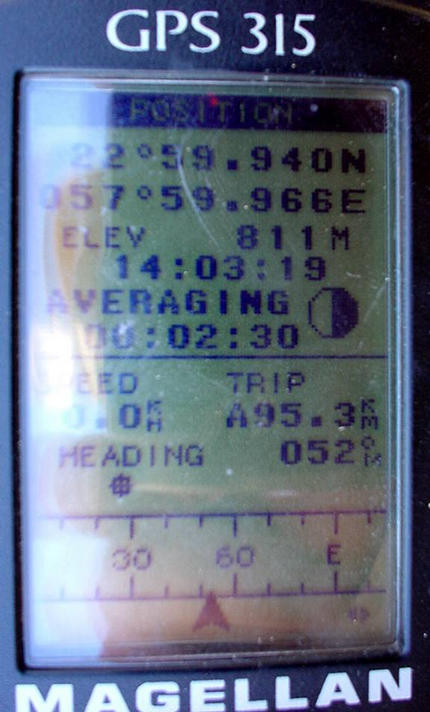 GPS 315
POSITION
22°59.940N
057°59.966E
ELEV 811M
14:03:19
AVERAGING
00:02:30
SPEED TRIP
0.0KH A95.3KM
HEADING 052°M
30 60 E
MAGELLAN